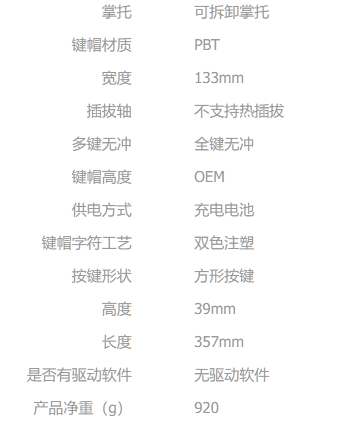 掌托 可拆卸掌托
键帽材质 PBT
宽度 133mm
插拔轴 不支持热插拔
多键无冲 全键无冲
键帽高度 OEM
供电方式 充电电池
键帽字符工艺 双色注塑
按键形状 方形按键
高度 39mm
长度 357mm
是否有驱动软件 无驱动软件
产品净重（g） 920